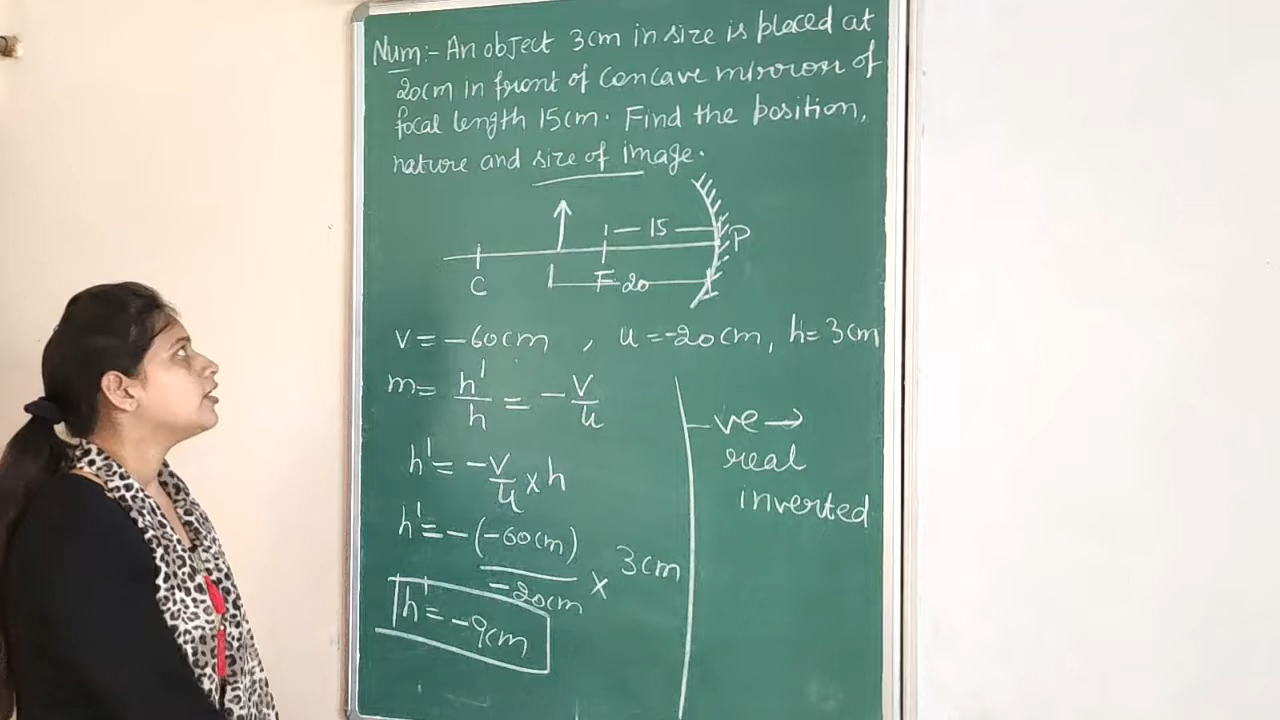 Num:- An object 3cm in size is placed at
20cm in front of concave mirror of
focal length 15cm. Find the position,
nature and size of image.
15
P
C
F
20
v = -60cm , u = -20cm, h = 3cm
m = h'/h = -v/u
h' = -v/u × h
h' = -(-60cm)/-20cm × 3cm
h' = -9cm
-ve →
real
inverted